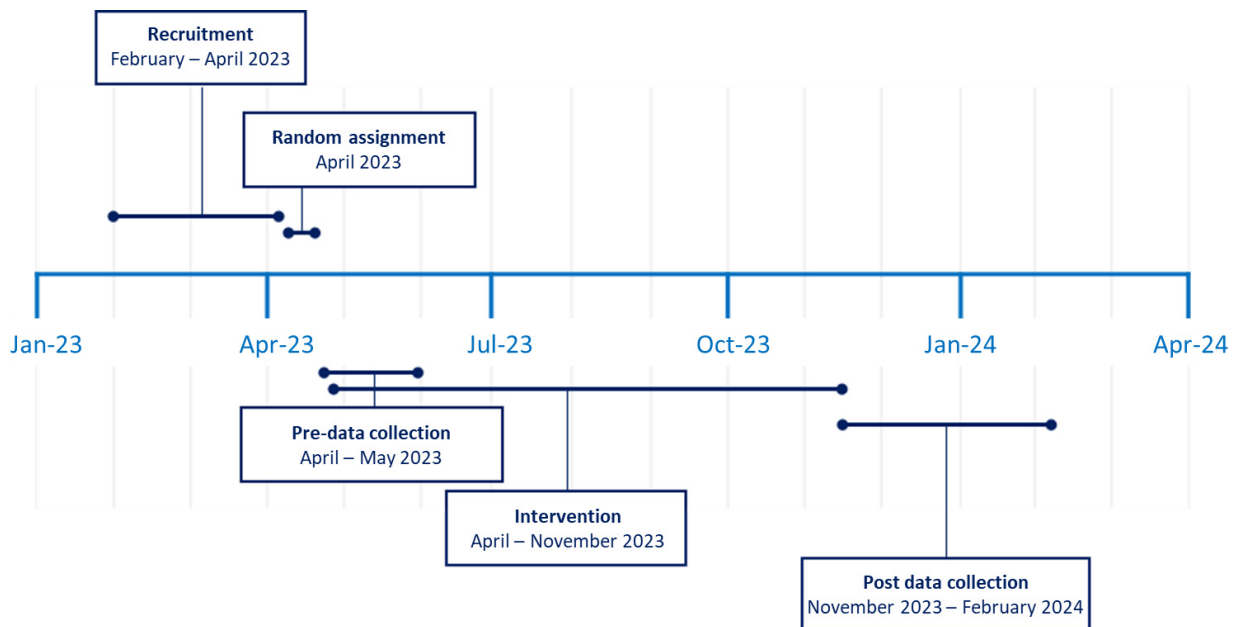 Recruitment
February – April 2023
Random assignment
April 2023
Jan-23
Apr-23
Jul-23
Oct-23
Jan-24
Apr-24
Pre-data collection
April – May 2023
Intervention
April – November 2023
Post data collection
November 2023 – February 2024